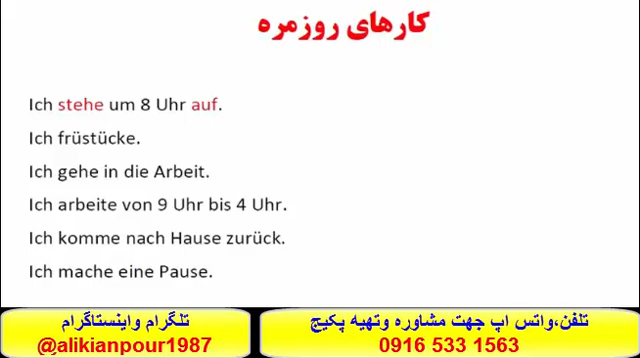 کارهای روزمره
Ich stehe um 8 Uhr auf.
Ich früstücke.
Ich gehe in die Arbeit.
Ich arbeite von 9 Uhr bis 4 Uhr.
Ich komme nach Hause zurück.
Ich mache eine Pause.
تلگرام واینستاگرام
@alikianpour1987
تلفن،واتس اپ جهت مشاوره وتهیه پکیج
0916 533 1563